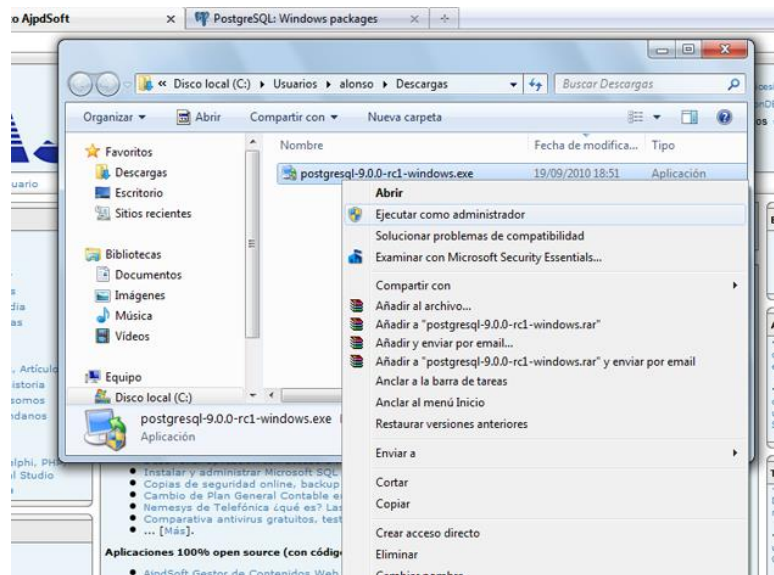 o AjpdSoft
PostgreSQL: Windows packages
« Disco local (C:) ▸ Usuarios ▸ alonso ▸ Descargas
Buscar Descargas
Organizar
Abrir
Compartir con
Nueva carpeta
Favoritos
Descargas
Escritorio
Sitios recientes
Bibliotecas
Documentos
Imágenes
Música
Vídeos
Equipo
Disco local (C:)
Nombre
Fecha de modifica...
Tipo
postgresql-9.0.0-rc1-windows.exe
19/09/2010 18:51
Aplicación
Abrir
Ejecutar como administrador
Solucionar problemas de compatibilidad
Examinar con Microsoft Security Essentials...
Compartir con
Añadir al archivo...
Añadir a "postgresql-9.0.0-rc1-windows.rar"
Añadir y enviar por email...
Añadir a "postgresql-9.0.0-rc1-windows.rar" y enviar por email
Anclar a la barra de tareas
Anclar al menú Inicio
Restaurar versiones anteriores
Enviar a
Cortar
Copiar
Crear acceso directo
Eliminar
Cambiar nombre
postgresql-9.0.0-rc1-windows.exe
Aplicación
uario
día
as
, Artículo
istoria
somos
ndanos
elphi, PH
l Studio
Instalar y administrar Microsoft SQL
Copias de seguridad online, backup
Cambio de Plan General Contable e
Nemesys de Telefónica ¿qué es? Las
Comparativa antivirus gratuitos, test
... [Más].
Aplicaciones 100% open source (con códig
AjpdSoft Gestor de Contenidos Web